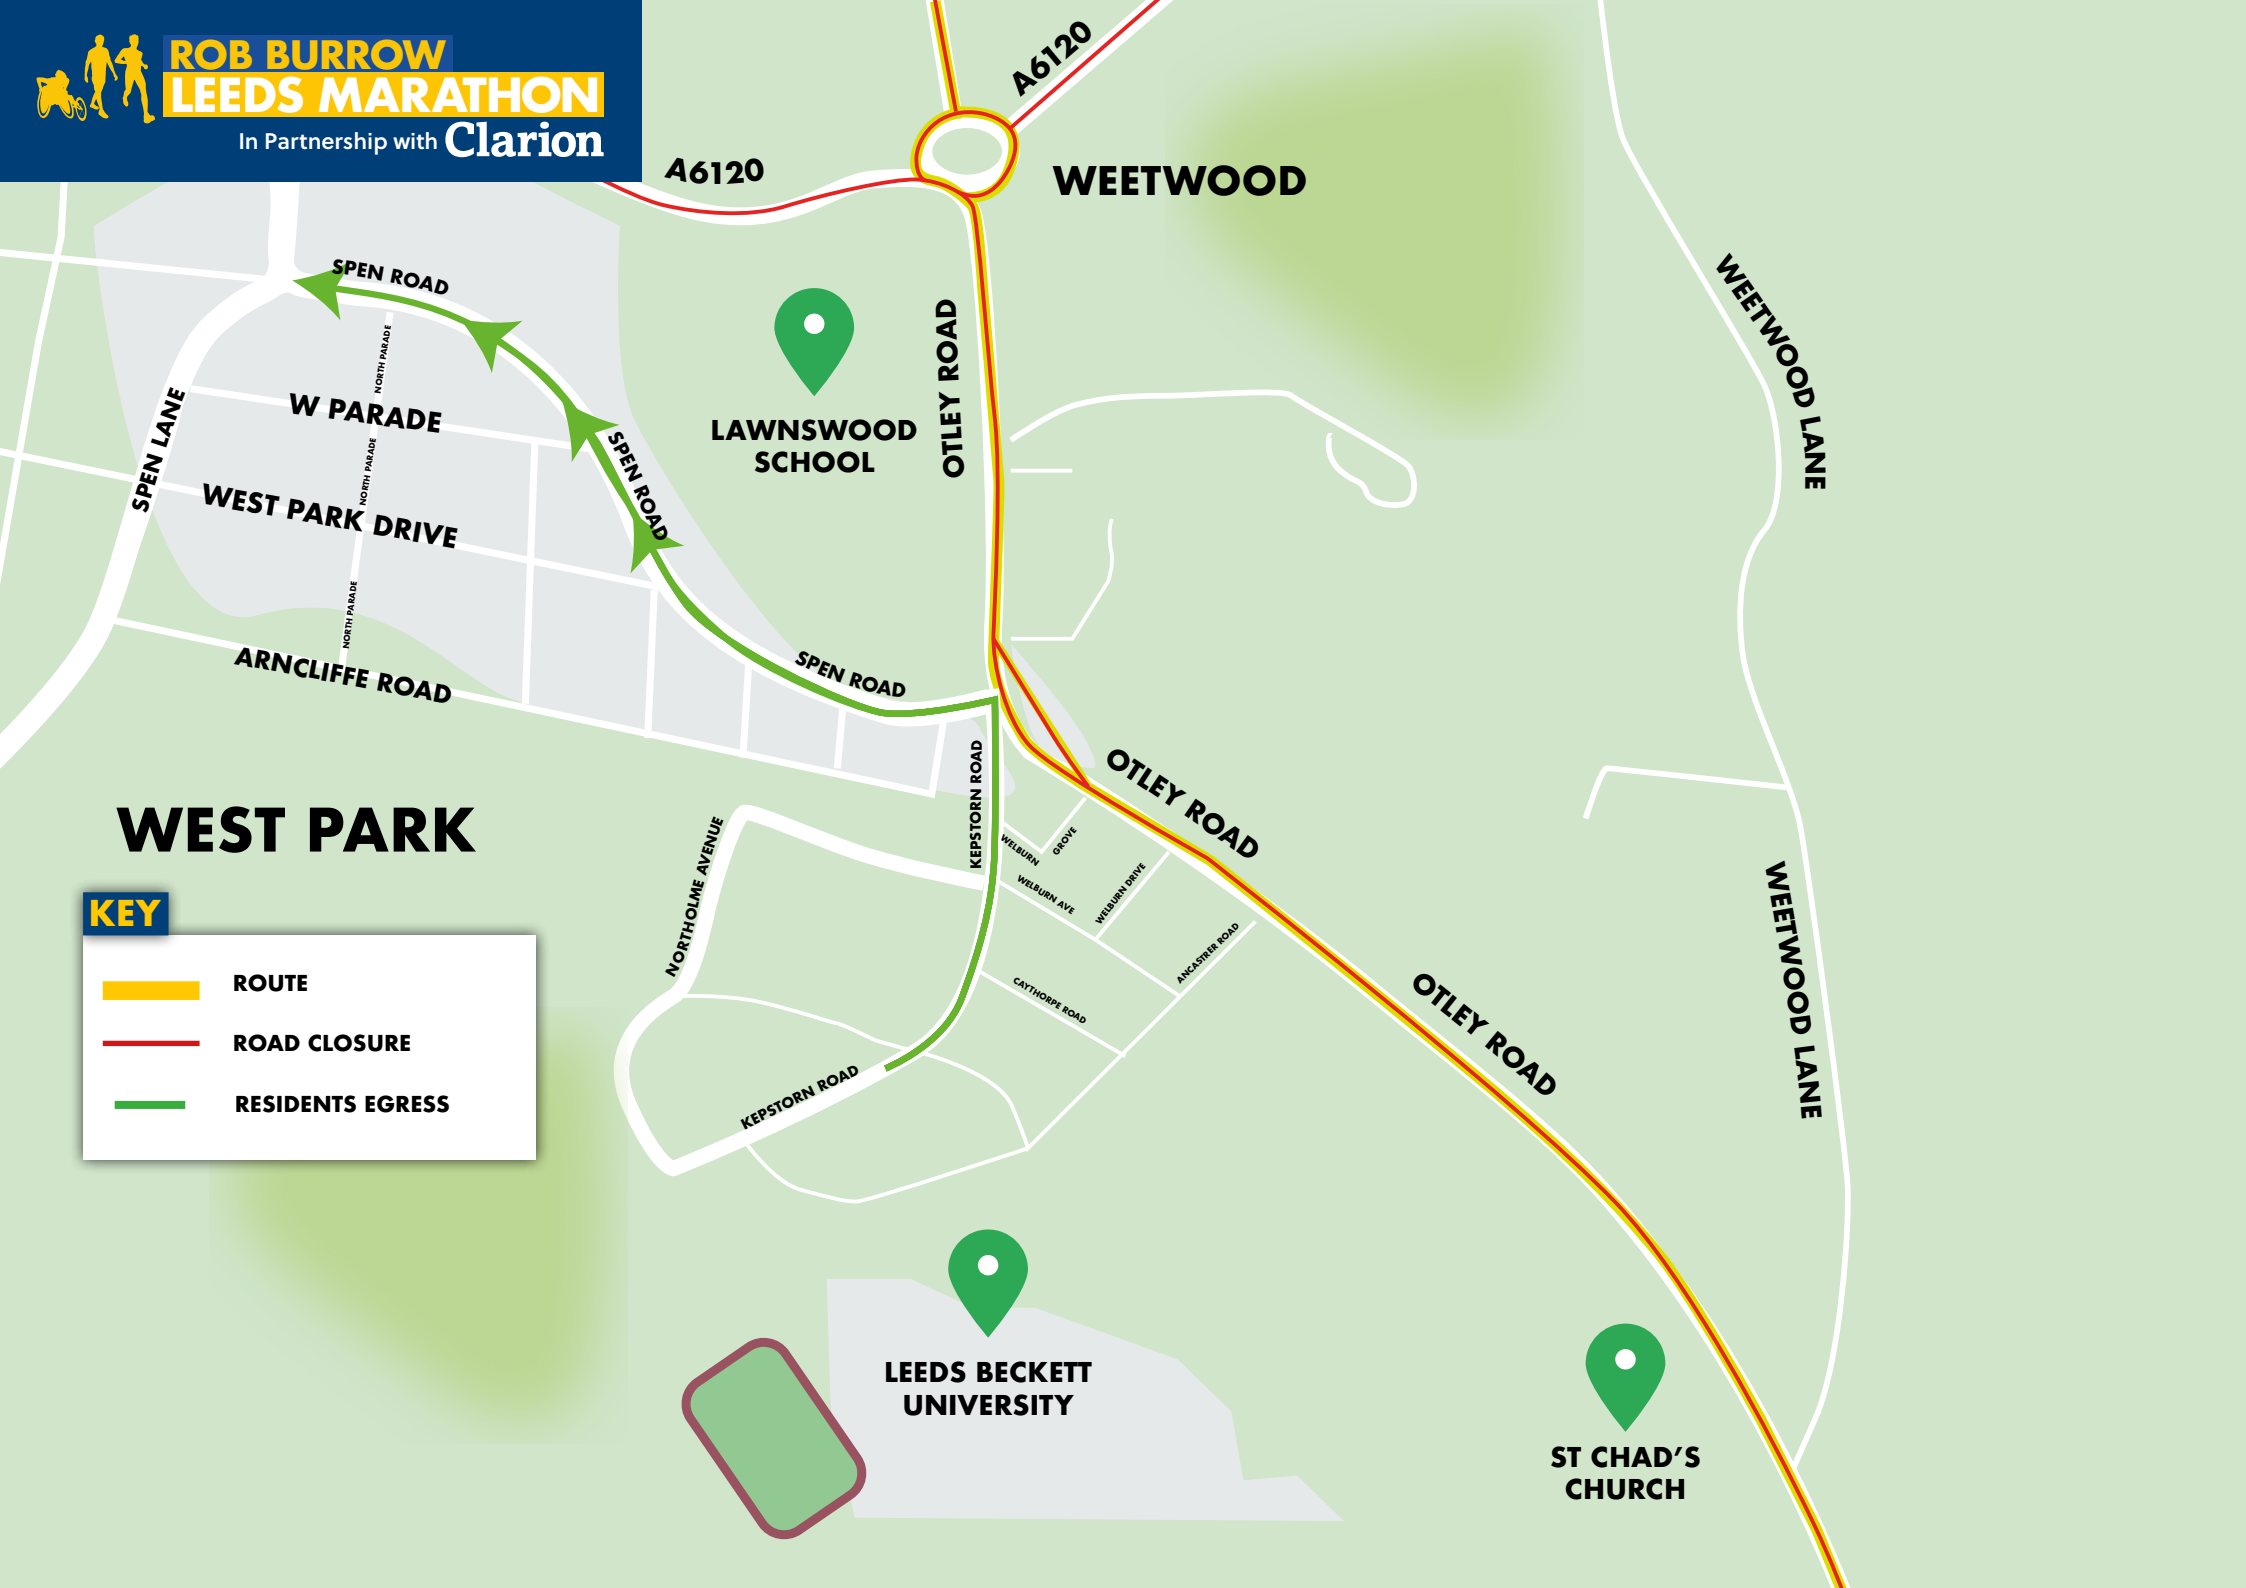 ROB BURROW
LEEDS MARATHON
In Partnership with Clarion
A6120
A6120
WEETWOOD
SPEN ROAD
NORTH PARADE
W PARADE
SPEN LANE
NORTH PARADE
WEST PARK DRIVE
SPEN ROAD
LAWNSWOOD
SCHOOL
OTLEY ROAD
WEETWOOD LANE
NORTH PARADE
ARNCLIFFE ROAD
SPEN ROAD
WEST PARK
KEPSTORN ROAD
OTLEY ROAD
NORTHOLME AVENUE
WELBURN
GROVE
WELBURN AVE
WELBURN DRIVE
ANCASTRER ROAD
CAYTHORPE ROAD
KEPSTORN ROAD
OTLEY ROAD
WEETWOOD LANE
KEY
ROUTE
ROAD CLOSURE
RESIDENTS EGRESS
LEEDS BECKETT
UNIVERSITY
ST CHAD'S
CHURCH